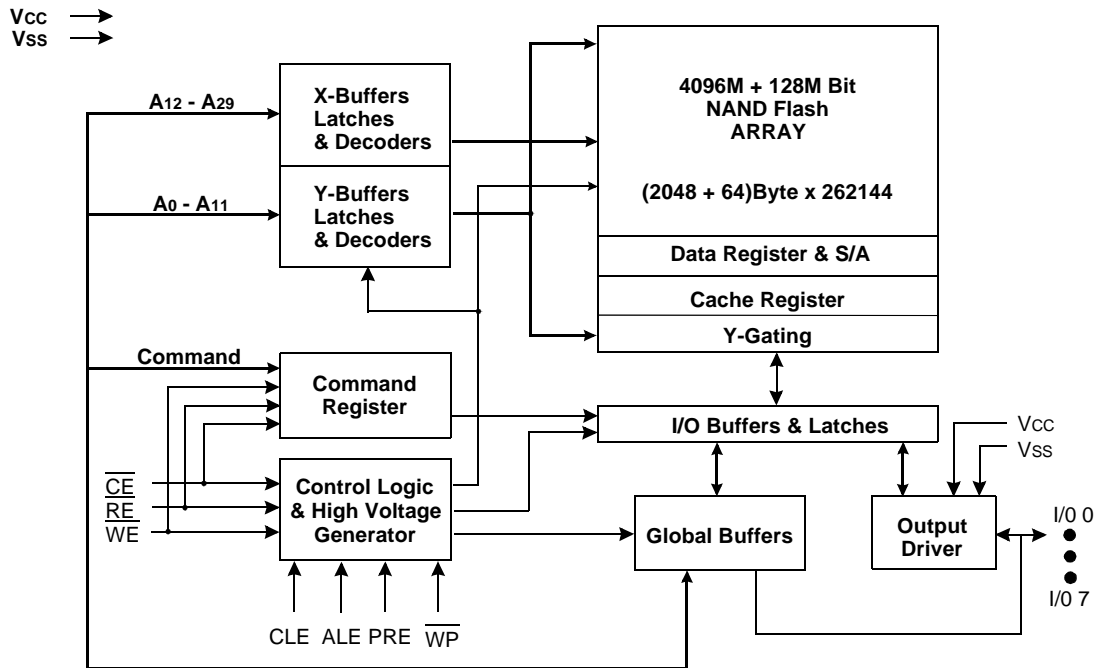 VCC
VSS
A12 - A29
X-Buffers
Latches
& Decoders
A0 - A11
Y-Buffers
Latches
& Decoders
4096M + 128M Bit
NAND Flash
ARRAY
(2048 + 64)Byte x 262144
Data Register & S/A
Cache Register
Y-Gating
Command
Command
Register
I/O Buffers & Latches
VCC
VSS
CE
RE
WE
Control Logic
& High Voltage
Generator
Global Buffers
Output
Driver
I/0 0
I/0 7
CLE ALE PRE WP